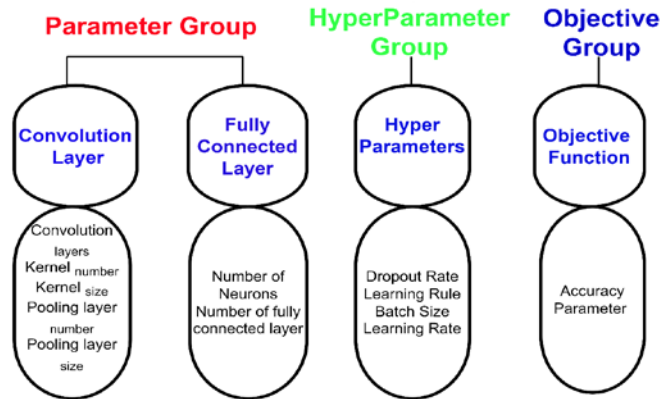 Parameter Group
HyperParameter
Group
Objective
Group
Convolution
Layer
Fully
Connected
Layer
Hyper
Parameters
Objective
Function
Convolution
layers
Kernel number
Kernel size
Pooling layer
number
Pooling layer
size
Number of
Neurons
Number of fully
connected layer
Dropout Rate
Learning Rule
Batch Size
Learning Rate
Accuracy
Parameter